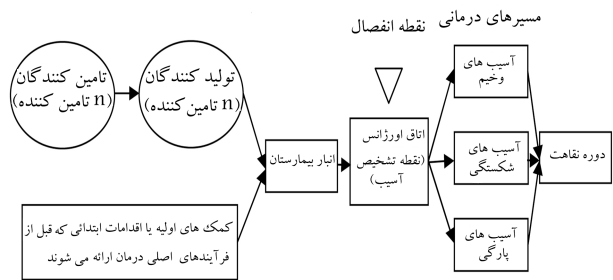 مسیرهای درمانی
نقطه انفصال
تامین کنندگان
(n تامین کننده)
تولید کنندگان
(n تامین کننده)
کمک های اولیه یا اقدامات ابتدائی که قبل از
فرآیندهای اصلی درمان ارائه می شوند
انبار بیمارستان
اتاق اورژانس
(نقطه تشخیص
آسیب)
آسیب های
وخیم
آسیب های
شکستگی
آسیب های
پارگی
دوره نقاهت